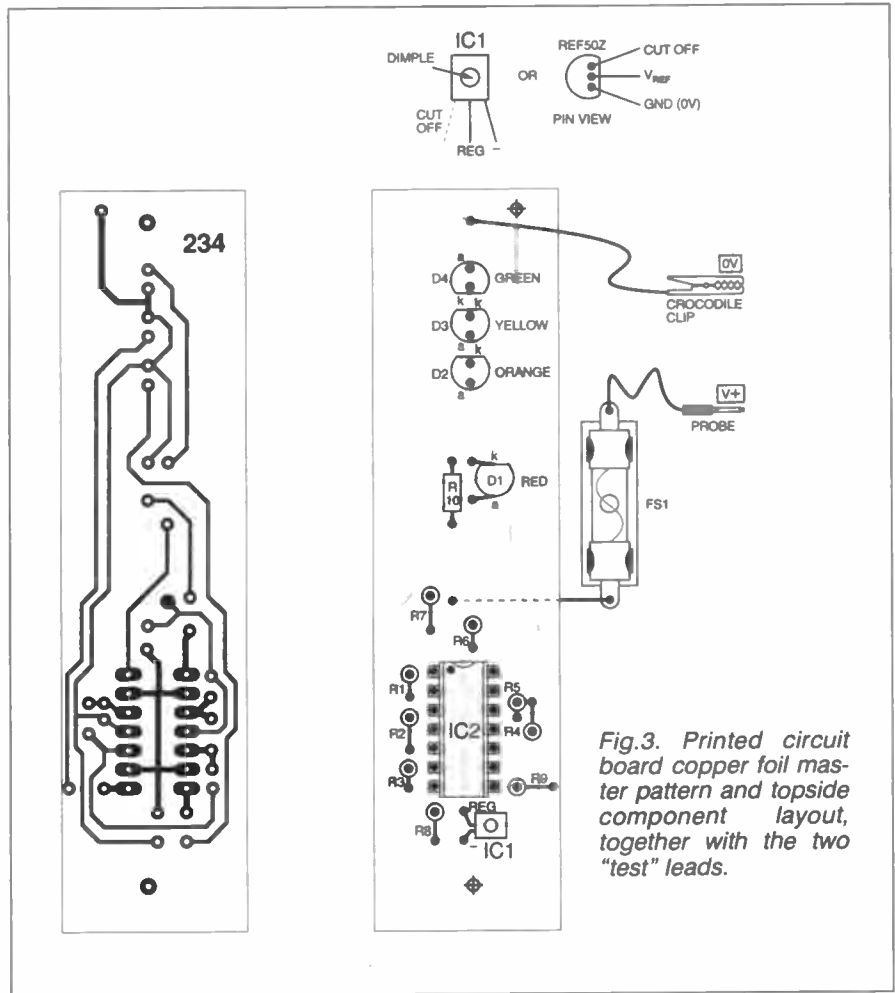 IC1
DIMPLE
CUT
OFF
REG –
OR
REF50Z
CUT OFF
VREF
GND (0V)
PIN VIEW
234
a
D4 GREEN
k k
D3 YELLOW
a k
D2 ORANGE
a
0V
CROCODILE
CLIP
V+
PROBE
k
R
10
D1 RED
a
FS1
R7
R6
R1
R5
R2
IC2
R4
R3
R9
R8
REG
– IC1
Fig.3. Printed circuit
board copper foil mas-
ter pattern and topside
component layout,
together with the two
"test" leads.